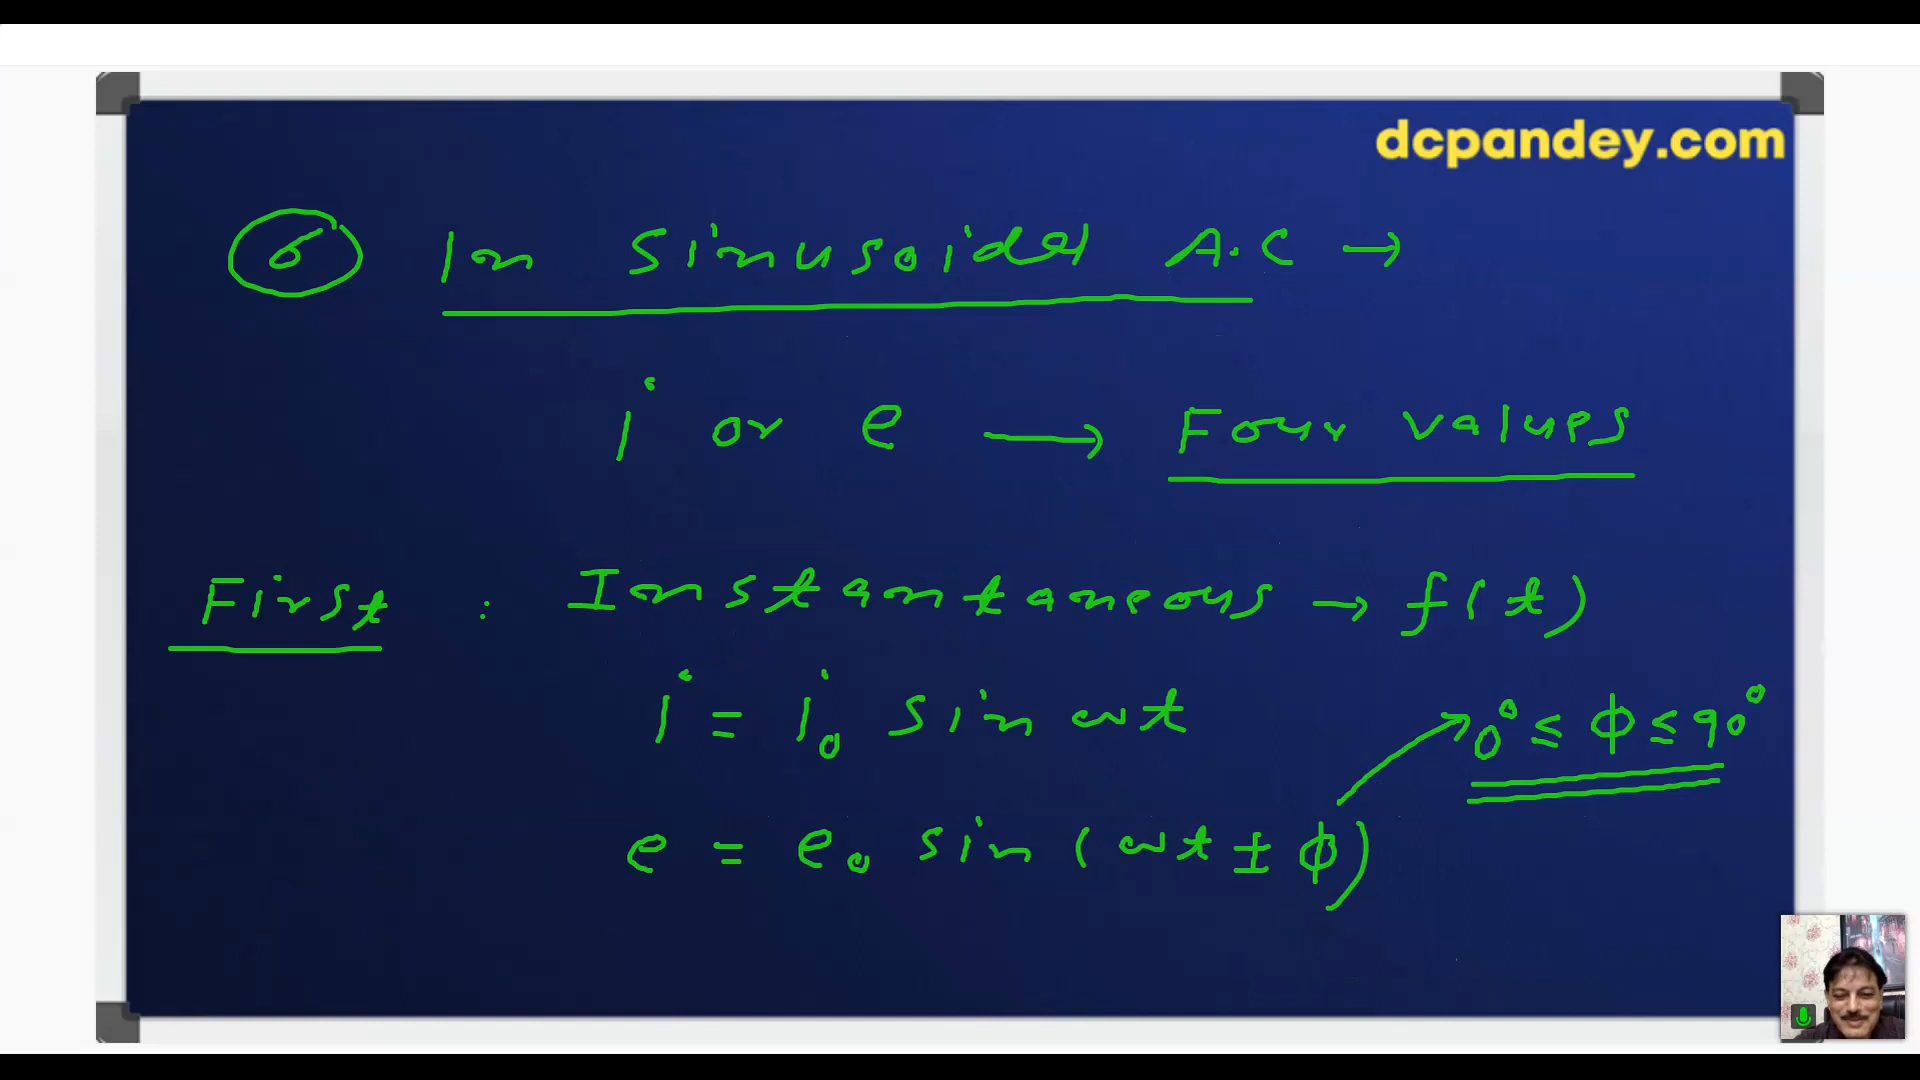 dcpandey.com
6 In Sinusoidal A.C →
i or e → Four values
First : Instantaneous → f(t)
i = i₀ sin ωt
0° ≤ ϕ ≤ 90°
e = e₀ sin (ωt ± ϕ)